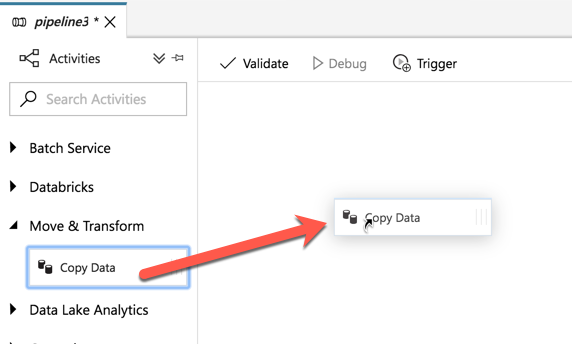 pipeline3 *
Activities
Validate
Debug
Trigger
Search Activities
Batch Service
Databricks
Move & Transform
Copy Data
Copy Data
Data Lake Analytics